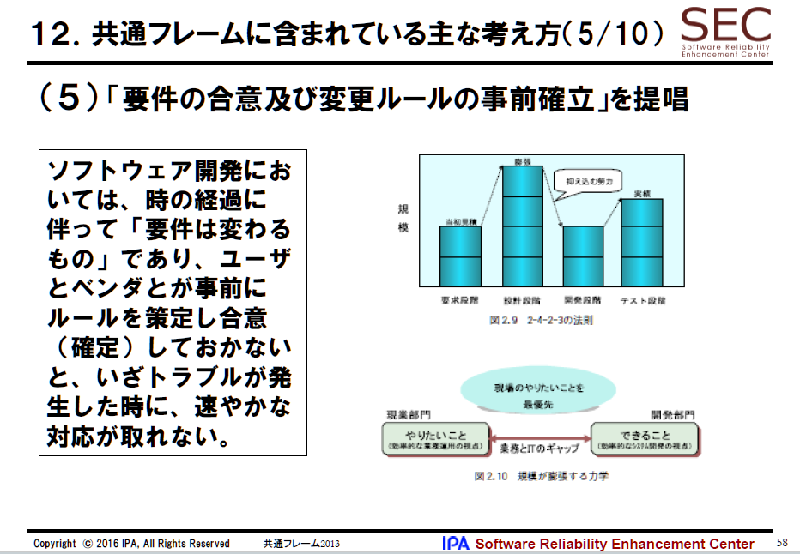 12. 共通フレームに含まれている主な考え方(5/10)
SEC
Software Reliability
Enhancement Center
(5)「要件の合意及び変更ルールの事前確立」を提唱
ソフトウェア開発にお
いては、時の経過に
伴って「要件は変わる
もの」であり、ユーザ
とベンダとが事前に
ルールを策定し合意
(確定)しておかない
と、いざトラブルが発
生した時に、速やかな
対応が取れない。
規模
当初見積
膨張
抑え込む努力
実績
要求段階
設計段階
開発段階
テスト段階
図2.9 2-4-2-3の法則
現場のやりたいことを
最優先
現業部門
開発部門
やりたいこと
(効率的な業務運用の視点)
業務とITのギャップ
できること
(効率的なシステム開発の視点)
図2.10 規模が膨張する力学
Copyright © 2016 IPA, All Rights Reserved
共通フレーム2013
IPA Software Reliability Enhancement Center
58